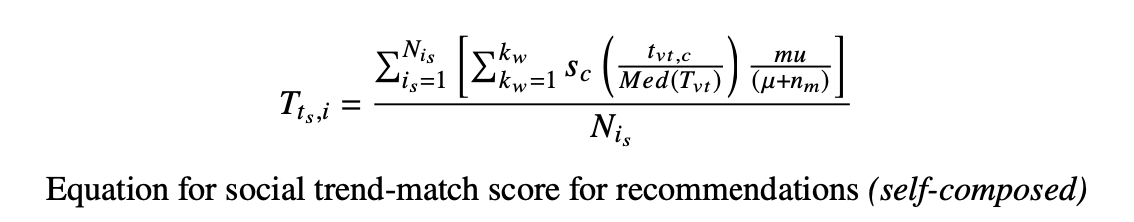 T_{t_s,i} = \frac{\sum_{i_s=1}^{N_{i_s}} \left[ \sum_{k_w=1}^{k_w} s_c \left( \frac{t_{vt,c}}{Med(T_{vt})} \right) \frac{mu}{(\mu+n_m)} \right]}{N_{i_s}}
Equation for social trend-match score for recommendations (self-composed)